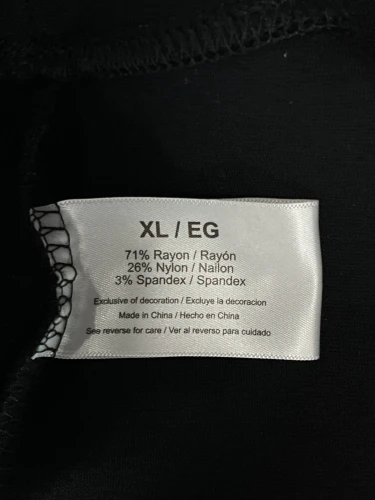 XL / EG
71% Rayon / Rayón
26% Nylon / Nailon
3% Spandex / Spandex
Exclusive of decoration / Excluye la decoracion
Made in China / Hecho en China
See reverse for care / Ver al reverso para cuidado